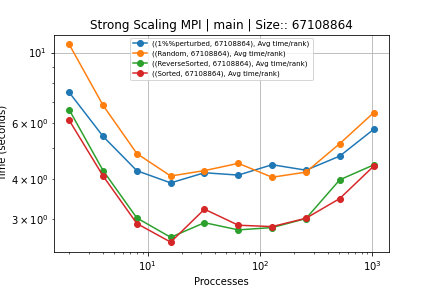 Strong Scaling MPI | main | Size:: 67108864
((1%%perturbed, 67108864), Avg time/rank)
((Random, 67108864), Avg time/rank)
((ReverseSorted, 67108864), Avg time/rank)
((Sorted, 67108864), Avg time/rank)
10¹
6 × 10⁰
4 × 10⁰
3 × 10⁰
10¹ 10² 10³
Proccesses
(Seconds)